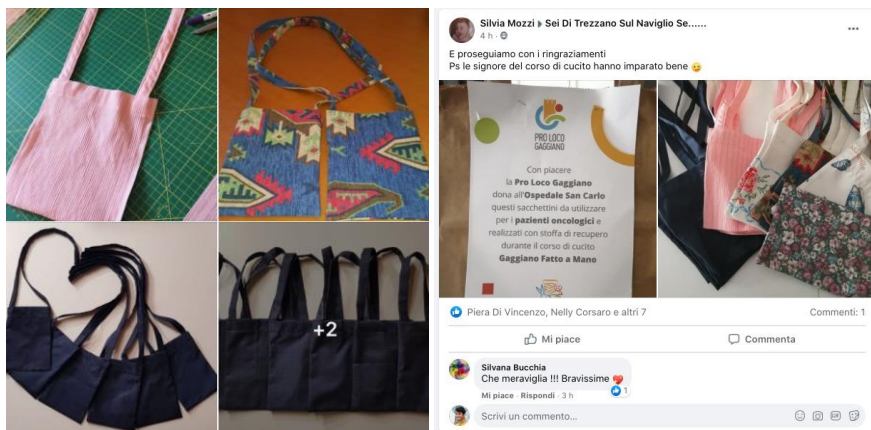 +2
Silvia Mozzi ▸ Sei Di Trezzano Sul Naviglio Se......
4 h ·
E proseguiamo con i ringraziamenti
Ps le signore del corso di cucito hanno imparato bene 😉
PRO LOCO
GAGGIANO
Con piacere
la Pro Loco Gaggiano
dona all'Ospedale San Carlo
questi sacchettini da utilizzare
per i pazienti oncologici e
realizzati con stoffa di recupero
durante il corso di cucito
Gaggiano Fatto a Mano
Piera Di Vincenzo, Nelly Corsaro e altri 7
Commenti: 1
Mi piace
Commenta
Silvana Bucchia
Che meraviglia !!! Bravissime 💖
1
Mi piace · Rispondi · 3 h
Scrivi un commento...
GIF